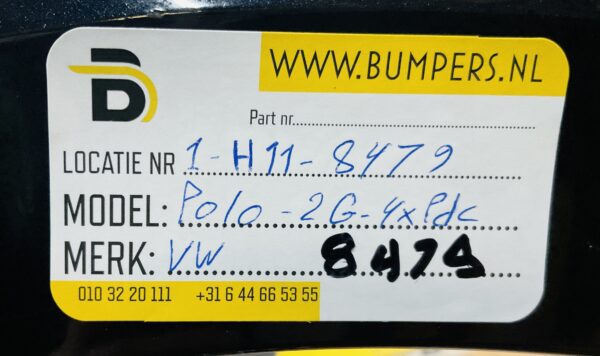 WWW.BUMPERS.NL
B
Part nr.
LOCATIE NR 1-H11-8479
MODEL: Polo-2G-4xPdc
MERK: VW 8479
010 32 20 111 +31 6 44 66 53 55